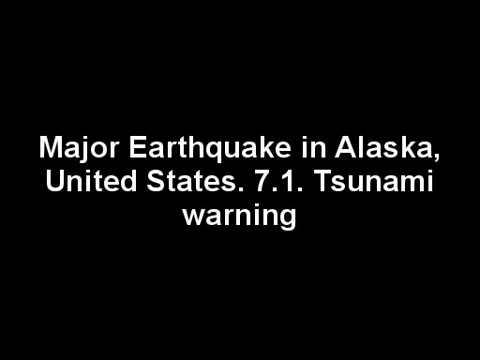 Major Earthquake in Alaska,
United States. 7.1. Tsunami
warning